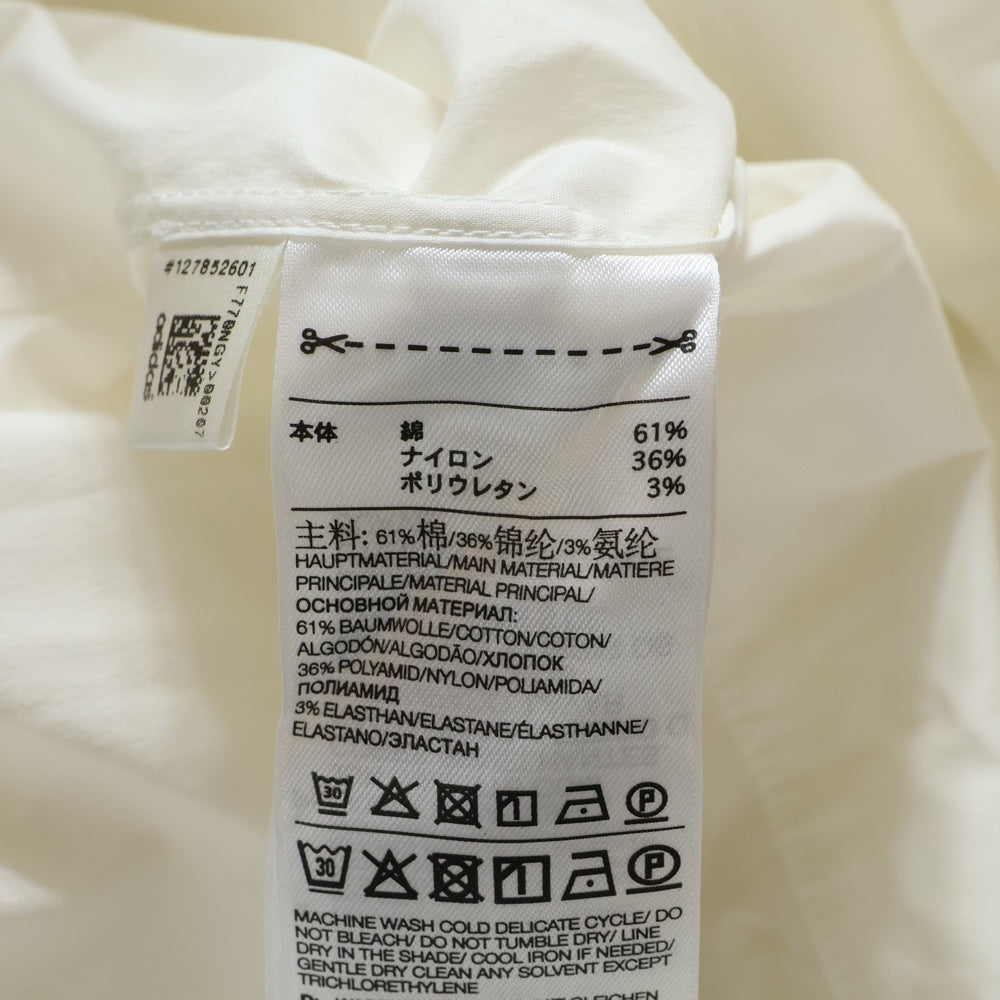 #127852601
F770NGY>00207
adidas
本体 綿 61%
ナイロン 36%
ポリウレタン 3%
主料: 61%棉/36%锦纶/3%氨纶
HAUPTMATERIAL/MAIN MATERIAL/MATIERE
PRINCIPALE/MATERIAL PRINCIPAL/
ОСНОВНОЙ МАТЕРИАЛ:
61% BAUMWOLLE/COTTON/COTON/
ALGODÓN/ALGODÃO/ХЛОПОК
36% POLYAMID/NYLON/POLIAMIDA/
ПОЛИАМИД
3% ELASTHAN/ELASTANE/ÉLASTHANNE/
ELASTANO/ЭЛАСТАН
30 P
30 P
MACHINE WASH COLD DELICATE CYCLE/ DO
NOT BLEACH/ DO NOT TUMBLE DRY/ LINE
DRY IN THE SHADE/ COOL IRON IF NEEDED/
GENTLE DRY CLEAN ANY SOLVENT EXCEPT
TRICHLORETHYLENE